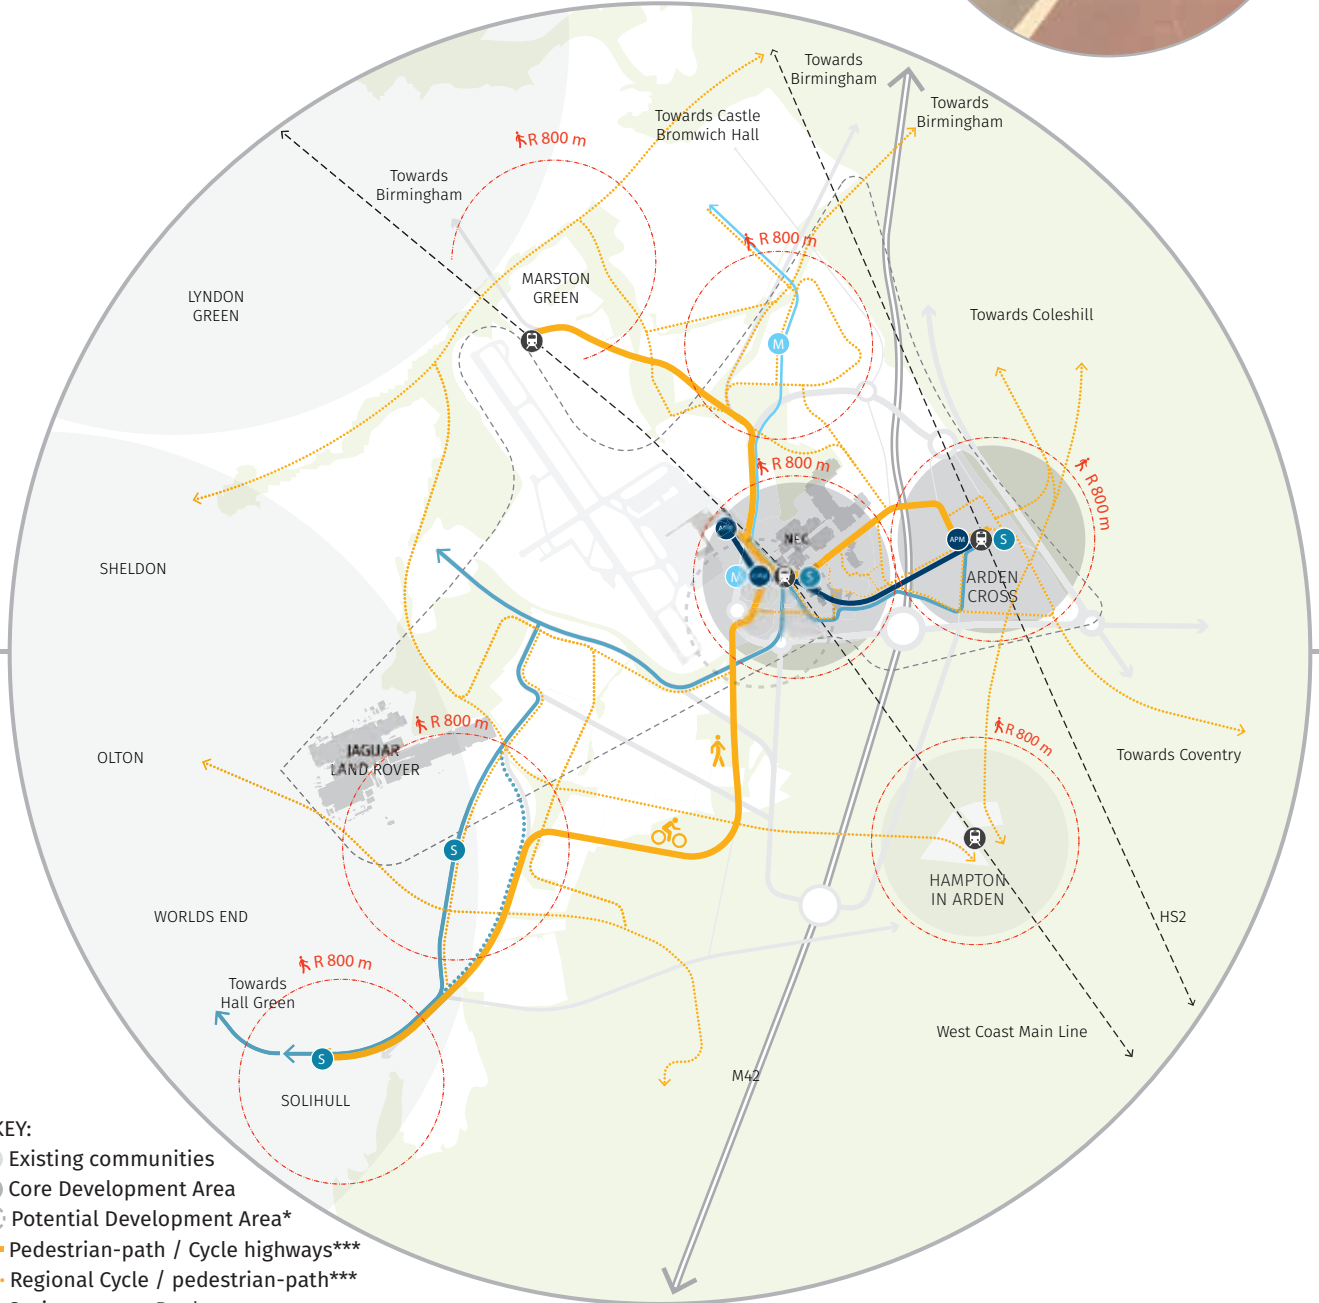 Towards
Birmingham
Towards
Birmingham
Towards Castle
Bromwich Hall
R 800 m
Towards
Birmingham
R 800 m
MARSTON
GREEN
LYNDON
GREEN
Towards Coleshill
M
R 800 m
R 800 m
NEC
APM
S
SHELDON
M
S
ARDEN
CROSS
R 800 m
R 800 m
JAGUAR
LAND ROVER
OLTON
Towards Coventry
S
HAMPTON
IN ARDEN
WORLDS END
HS2
R 800 m
Towards
Hall Green
West Coast Main Line
S
M42
SOLIHULL
KEY:
Existing communities
Core Development Area
Potential Development Area*
Pedestrian-path / Cycle highways***
Regional Cycle / pedestrian-path***